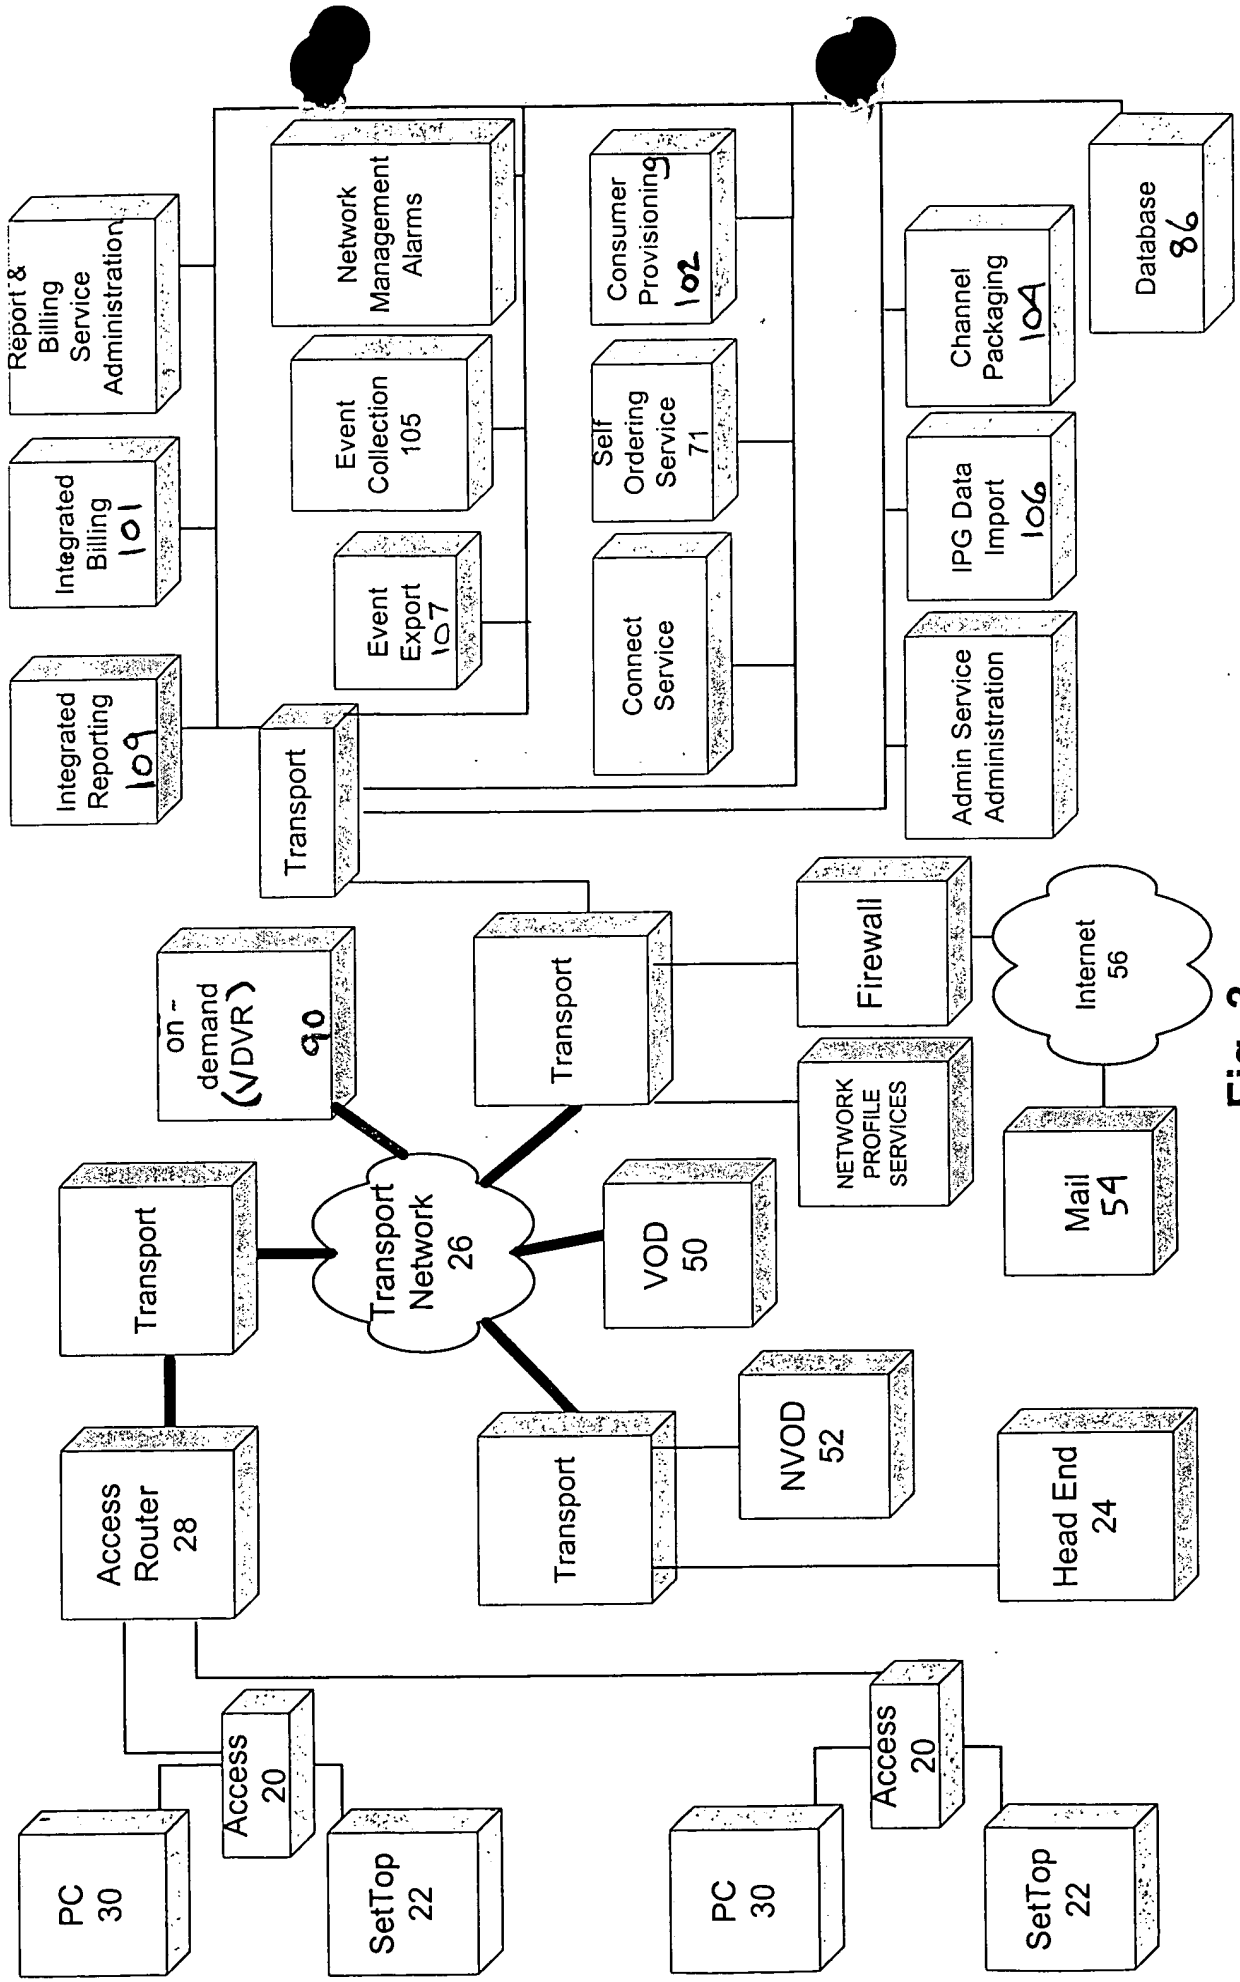 PC
30
SetTop
22
Access
20
PC
30
SetTop
22
Access
20
Access
Router
28
Transport
Transport
Network
26
Transport
NVOD
52
Head End
24
VOD
50
on -
demand
(VDVR)
90
Transport
NETWORK
PROFILE
SERVICES
Firewall
Internet
56
Mail
54
Transport
Integrated
Reporting
109
Integrated
Billing
101
Report &
Billing
Service
Administration
Event
Export
107
Event
Collection
105
Network
Management
Alarms
Connect
Service
Self
Ordering
Service
71
Consumer
Provisioning
102
Admin Service
Administration
IPG Data
Import
106
Channel
Packaging
104
Database
86
Fig.